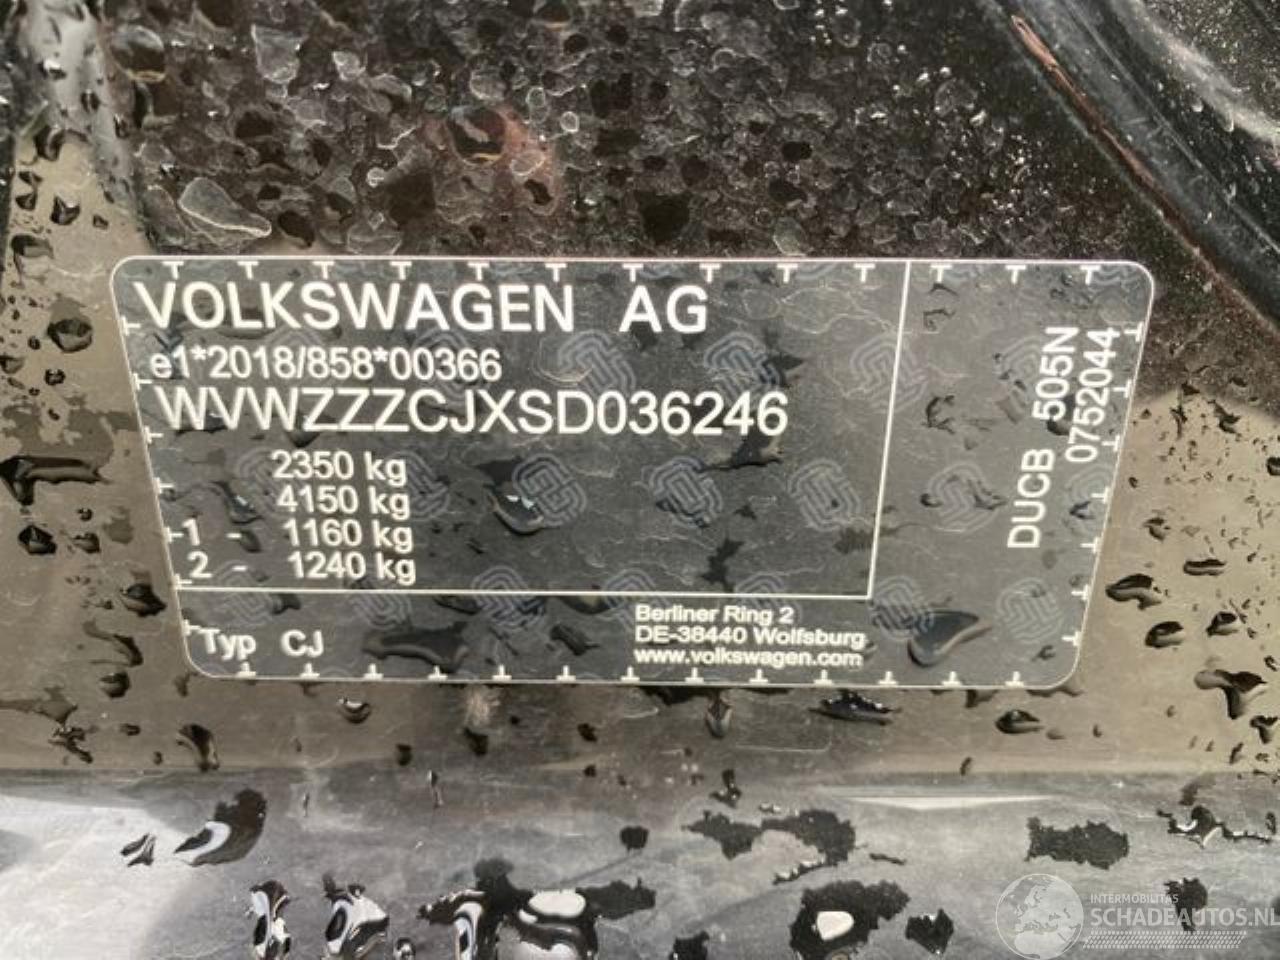 VOLKSWAGEN AG
e1*2018/858*00366
WVWZZZCJXSD036246
2350 kg
4150 kg
1 - 1160 kg
2 - 1240 kg
Typ CJ
Berliner Ring 2
DE-38440 Wolfsburg
www.volkswagen.com
DUCB 505N
0752044
INTERMOBILITAS
SCHADEAUTOS.NL